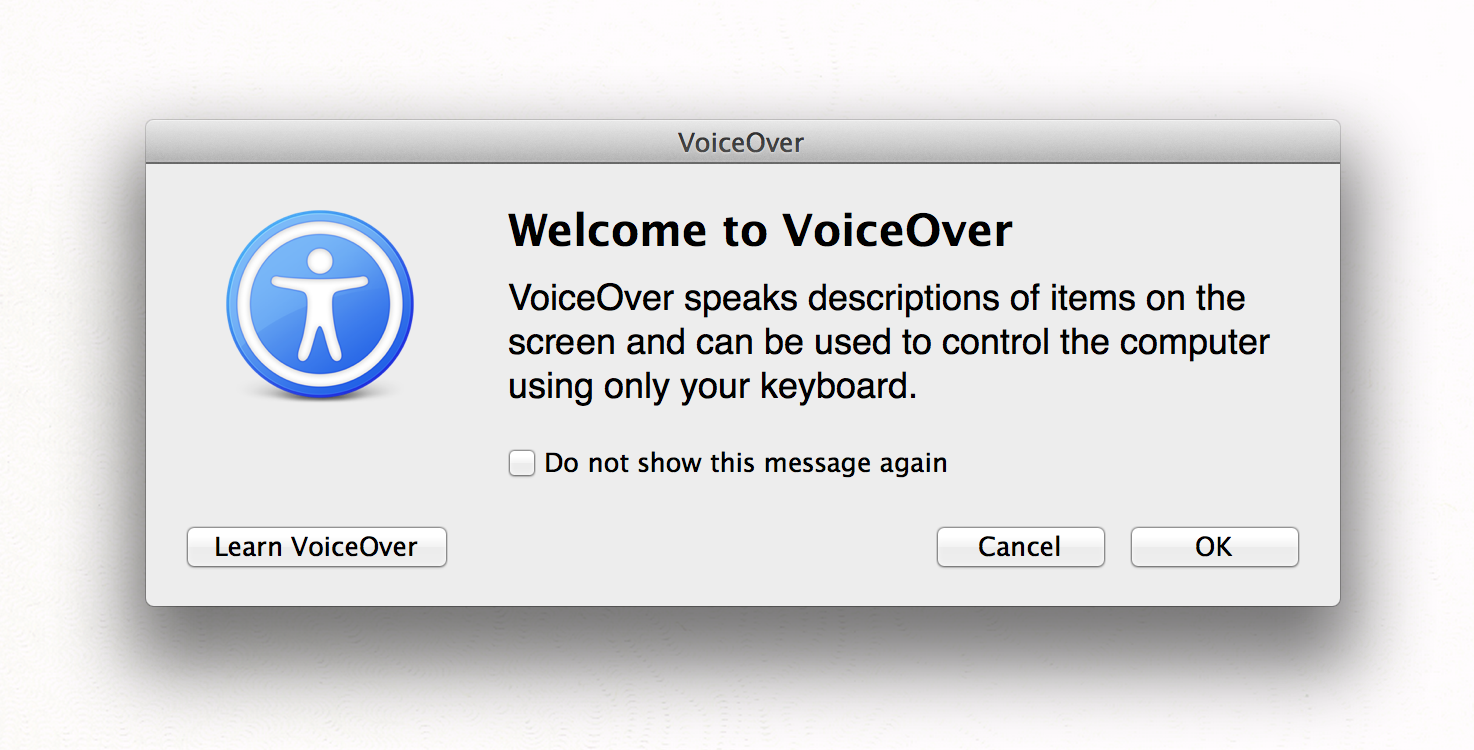 VoiceOver
Welcome to VoiceOver
VoiceOver speaks descriptions of items on the
screen and can be used to control the computer
using only your keyboard.
Do not show this message again
Learn VoiceOver
Cancel
OK